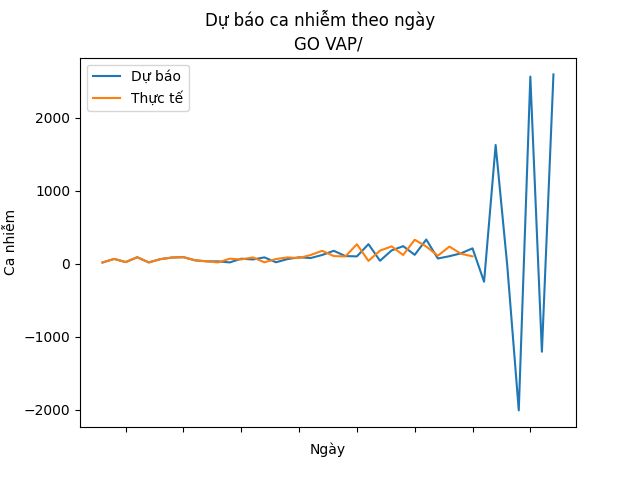 Dự báo ca nhiễm theo ngày
GO VAP/
Dự báo
Thực tế
2000
1000
0
−1000
−2000
Ca nhiễm
Ngày